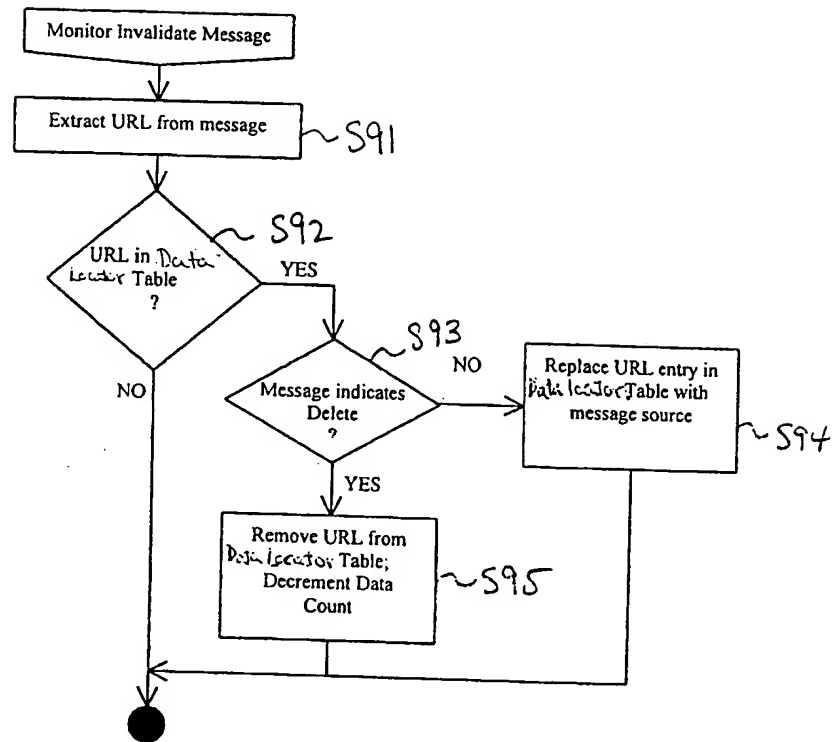 Monitor Invalidate Message
Extract URL from message
S91
S92
URL in Data
locator Table
?
YES
NO
S93
Message indicates
Delete
?
NO
YES
Replace URL entry in
Data locator Table with
message source
S94
Remove URL from
Data locator Table;
Decrement Data
Count
S95